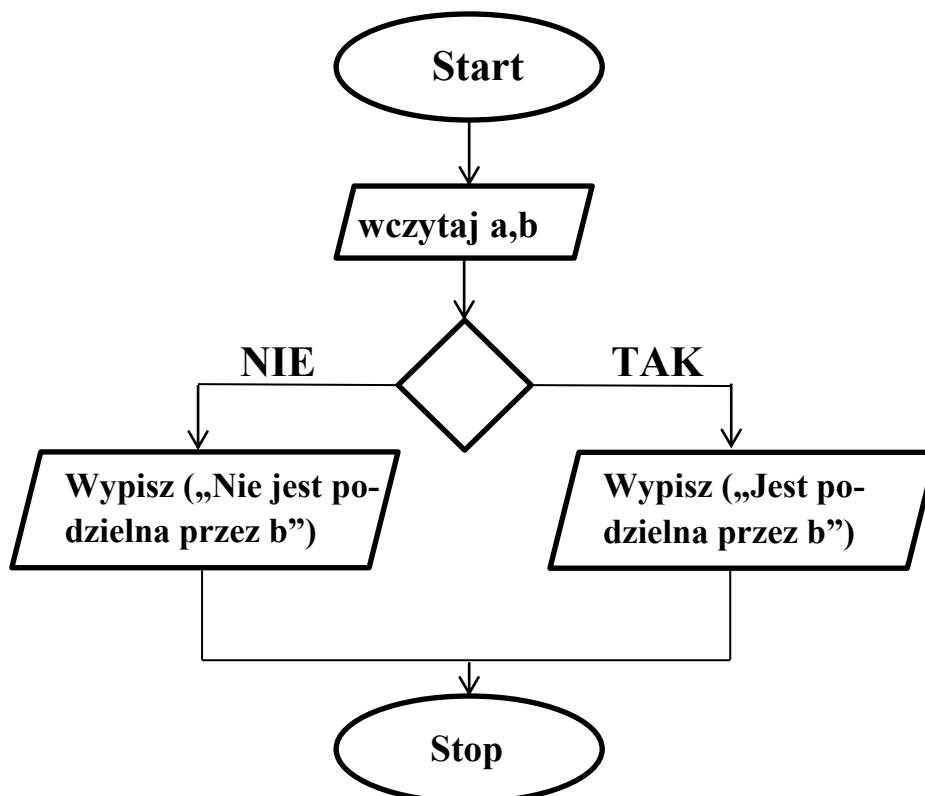 Start
wczytaj a,b
NIE
TAK
Wypisz („Nie jest po-
dzielna przez b”)
Wypisz („Jest po-
dzielna przez b”)
Stop